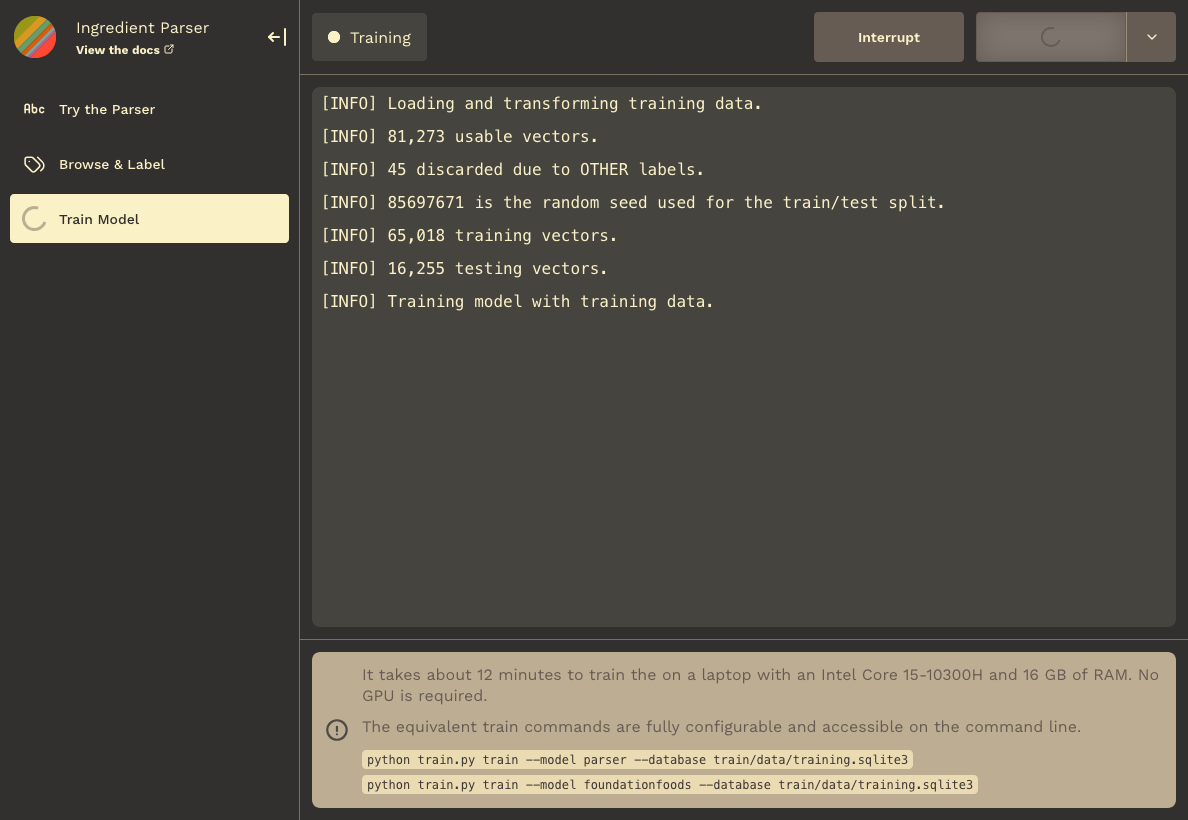 Ingredient Parser
View the docs
Abc Try the Parser
Browse & Label
Train Model
Training
Interrupt
[INFO] Loading and transforming training data.
[INFO] 81,273 usable vectors.
[INFO] 45 discarded due to OTHER labels.
[INFO] 85697671 is the random seed used for the train/test split.
[INFO] 65,018 training vectors.
[INFO] 16,255 testing vectors.
[INFO] Training model with training data.
It takes about 12 minutes to train the on a laptop with an Intel Core 15-10300H and 16 GB of RAM. No
GPU is required.
The equivalent train commands are fully configurable and accessible on the command line.
python train.py train --model parser --database train/data/training.sqlite3
python train.py train --model foundationfoods --database train/data/training.sqlite3